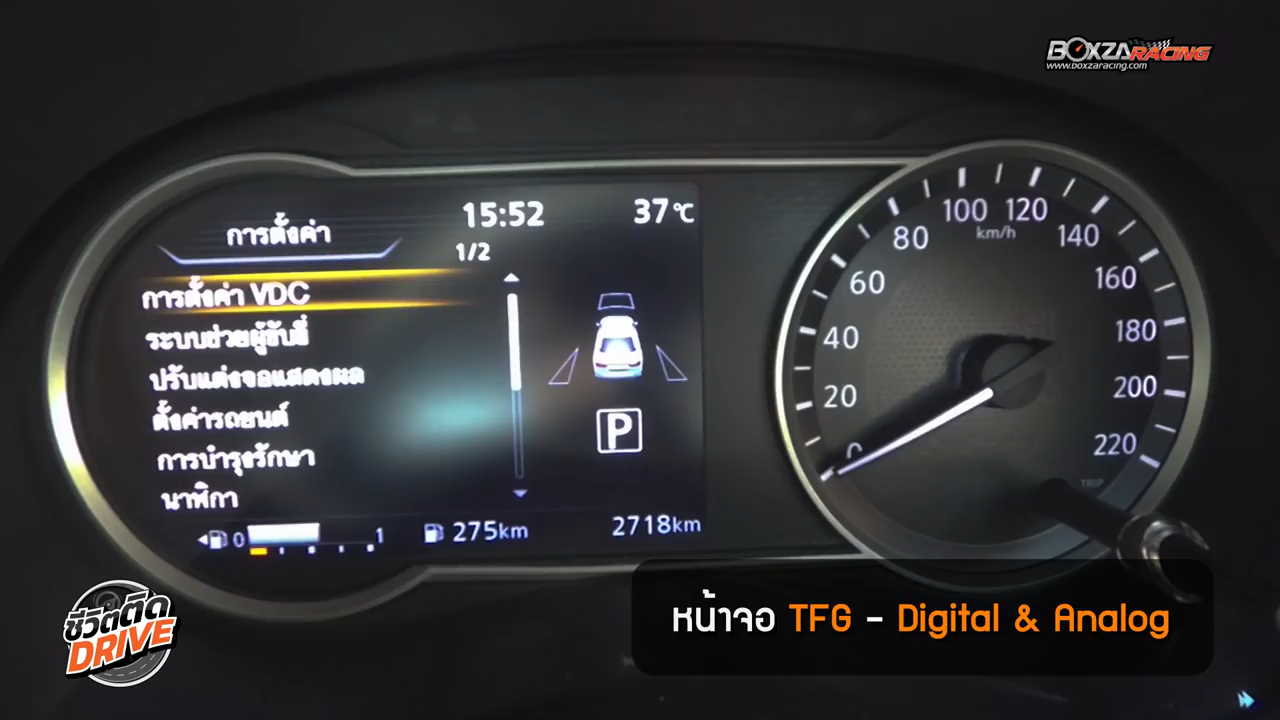 BOXZARACING
www.boxzaracing.com
การตั้งค่า
15:52
37°C
1/2
การตั้งค่า VDC
ระบบช่วยผู้ขับขี่
ปรับแต่งจอแสดงผล
ตั้งค่ารถยนต์
การบำรุงรักษา
นาฬิกา
P
0
1
275km
2718km
0
20
40
60
80
100
120
140
160
180
200
220
km/h
TRIP
ชีวิตติด
DRIVE
หน้าจอ TFG - Digital & Analog